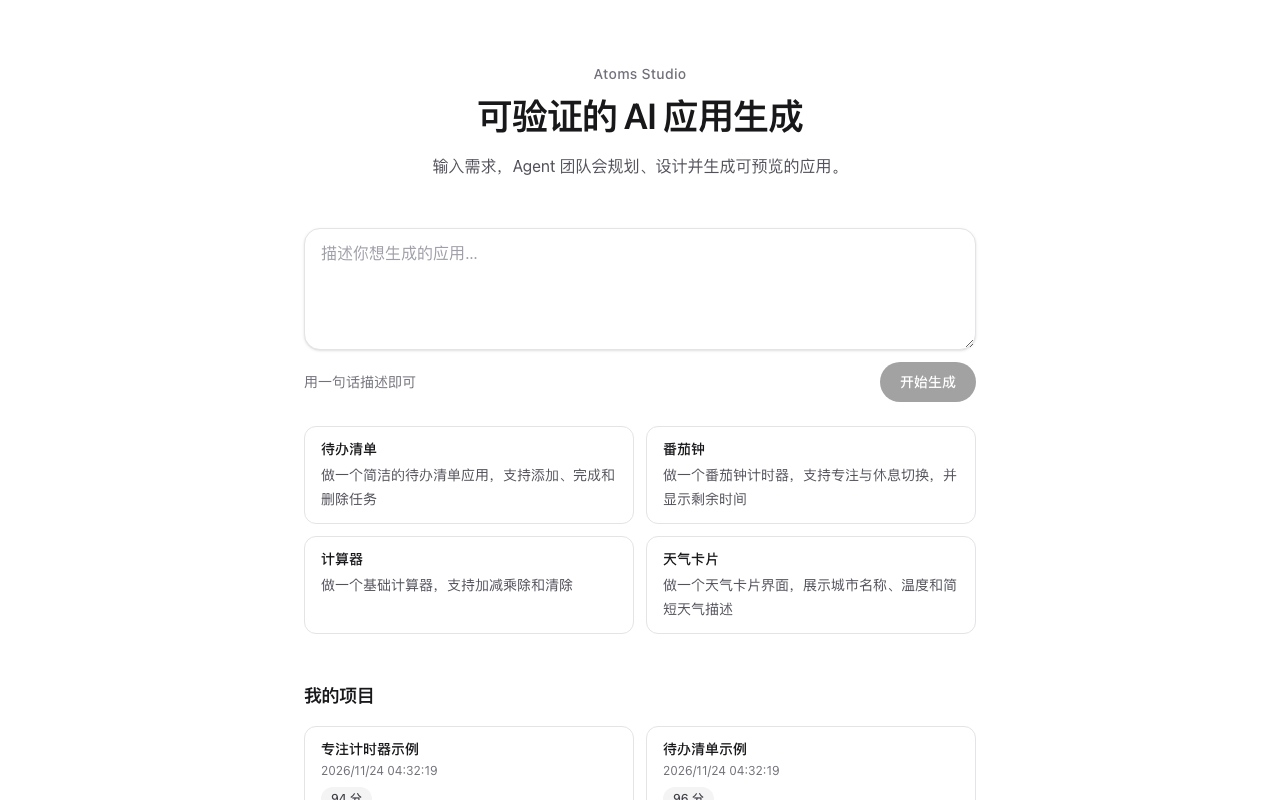 Atoms Studio
可验证的 AI 应用生成
输入需求，Agent 团队会规划、设计并生成可预览的应用。
描述你想生成的应用...
用一句话描述即可
开始生成
待办清单
做一个简洁的待办清单应用，支持添加、完成和
删除任务
番茄钟
做一个番茄钟计时器，支持专注与休息切换，并
显示剩余时间
计算器
做一个基础计算器，支持加减乘除和清除
天气卡片
做一个天气卡片界面，展示城市名称、温度和简
短天气描述
我的项目
专注计时器示例
2026/11/24 04:32:19
94 分
待办清单示例
2026/11/24 04:32:19
96 分